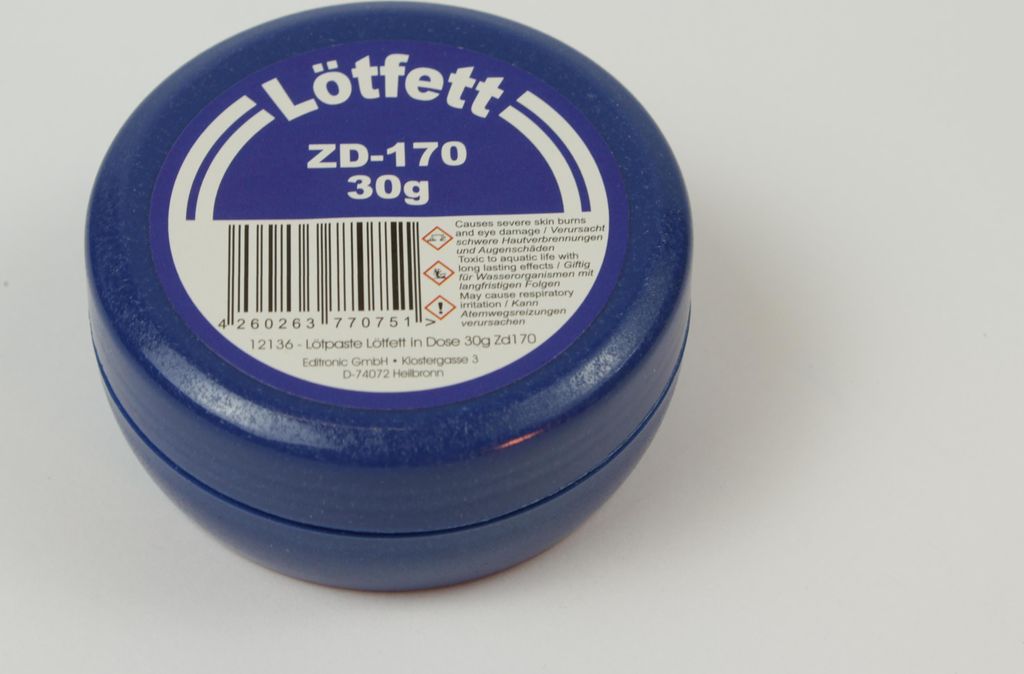 Lötfett
ZD-170
30g
Causes severe skin burns
and eye damage / Verursacht
schwere Hautverbrennungen
und Augenschäden
Toxic to aquatic life with
long lasting effects / Giftig
für Wasserorganismen mit
langfristigen Folgen
May cause respiratory
irritation / Kann
Atemwegsreizungen
verursachen
4 260263 770751 >
12136 - Lötpaste Lötfett in Dose 30g Zd170
Editronic GmbH • Klostergasse 3
D-74072 Heilbronn